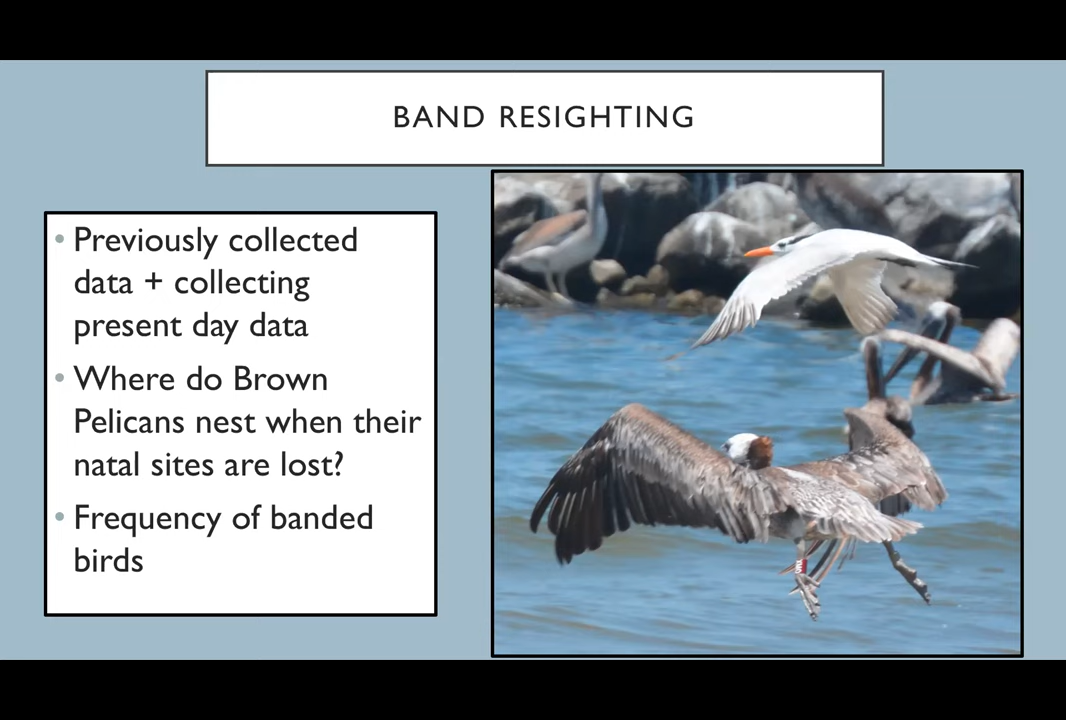 BAND RESIGHTING
• Previously collected
data + collecting
present day data
• Where do Brown
Pelicans nest when their
natal sites are lost?
• Frequency of banded
birds